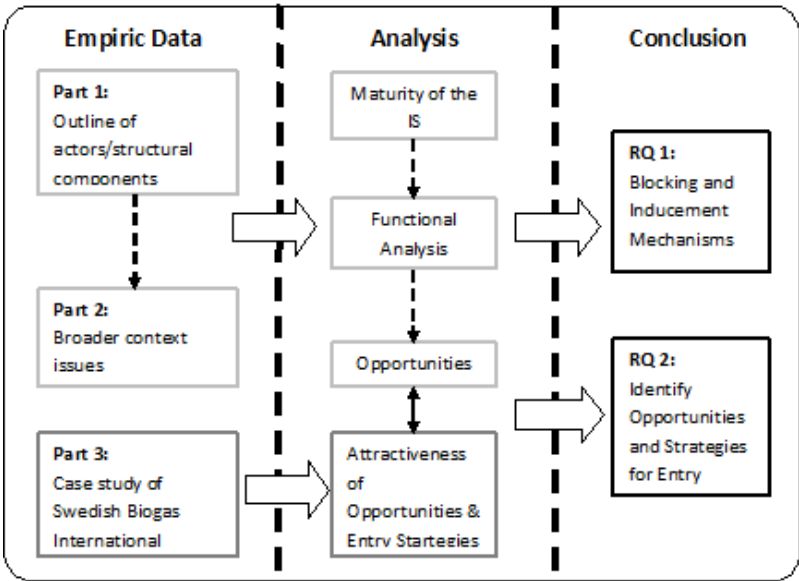 Empiric Data
Part 1:
Outline of
actors/structural
components
Part 2:
Broader context
issues
Part 3:
Case study of
Swedish Biogas
International
Analysis
Maturity of the
IS
Functional
Analysis
Opportunities
Attractiveness
of
Opportunities &
Entry Startegies
Conclusion
RQ 1:
Blocking and
Inducement
Mechanisms
RQ 2:
Identify
Opportunities
and Strategies
for Entry